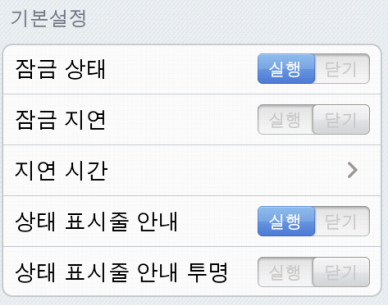 기본설정
잠금 상태 실행 닫기
잠금 지연 실행 닫기
지연 시간
상태 표시줄 안내 실행 닫기
상태 표시줄 안내 투명 실행 닫기